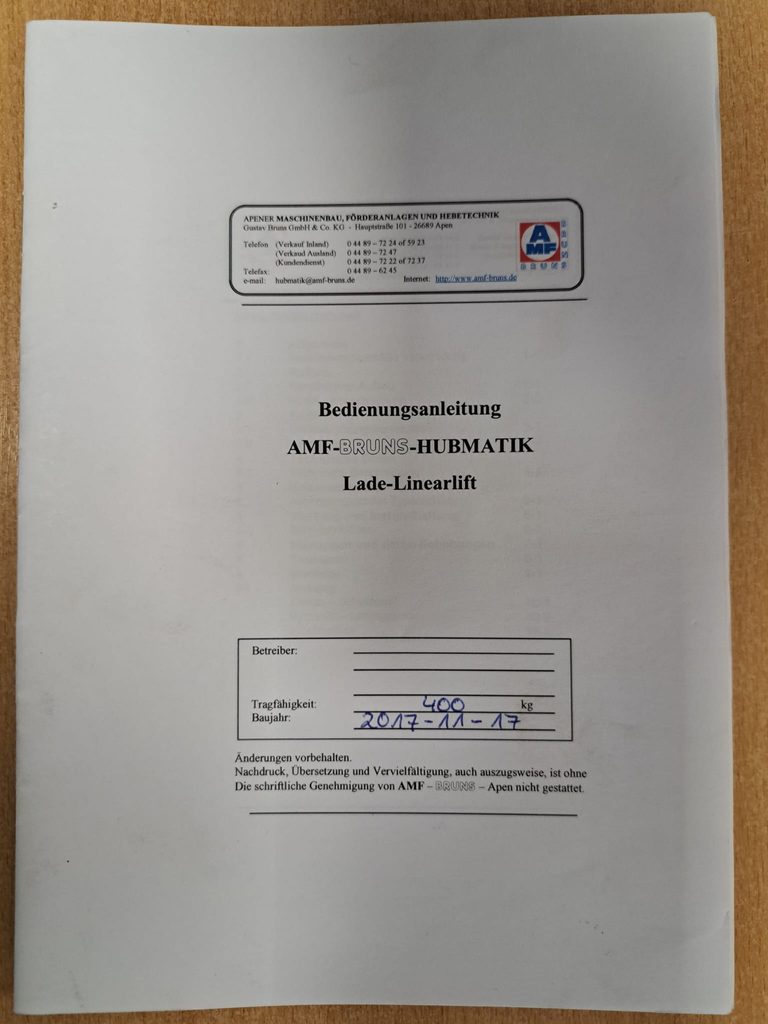 APENER MASCHINENBAU, FÖRDERANLAGEN UND HEBETECHNIK
Gustav Bruns GmbH & Co. KG - Hauptstraße 101 - 26689 Apen
Telefon (Verkauf Inland) 0 44 89 – 72 24 of 59 23
(Verkaud Ausland) 0 44 89 – 72 47
(Kundendienst) 0 44 89 – 72 22 of 72 37
Telefax: 0 44 89 – 62 45
e-mail: hubmatik@amf-bruns.de Internet: http://www.amf-bruns.de
AMF
BRUNS
BRUNS
Bedienungsanleitung
AMF-BRUNS-HUBMATIK
Lade-Linearlift
Betreiber:
Tragfähigkeit: 400 kg
Baujahr: 2017-11-17
Änderungen vorbehalten.
Nachdruck, Übersetzung und Vervielfältigung, auch auszugsweise, ist ohne
Die schriftliche Genehmigung von AMF – BRUNS – Apen nicht gestattet.